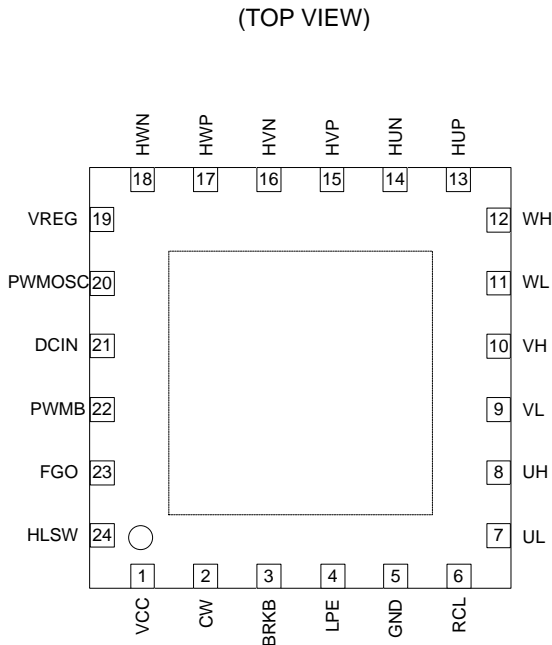 (TOP VIEW)
HWN HWP HVN HVP HUN HUP
18 17 16 15 14 13
VREG 19 12 WH
PWMOSC 20 11 WL
DCIN 21 10 VH
PWMB 22 9 VL
FGO 23 8 UH
HLSW 24 7 UL
1 2 3 4 5 6
VCC CW BRKB LPE GND RCL